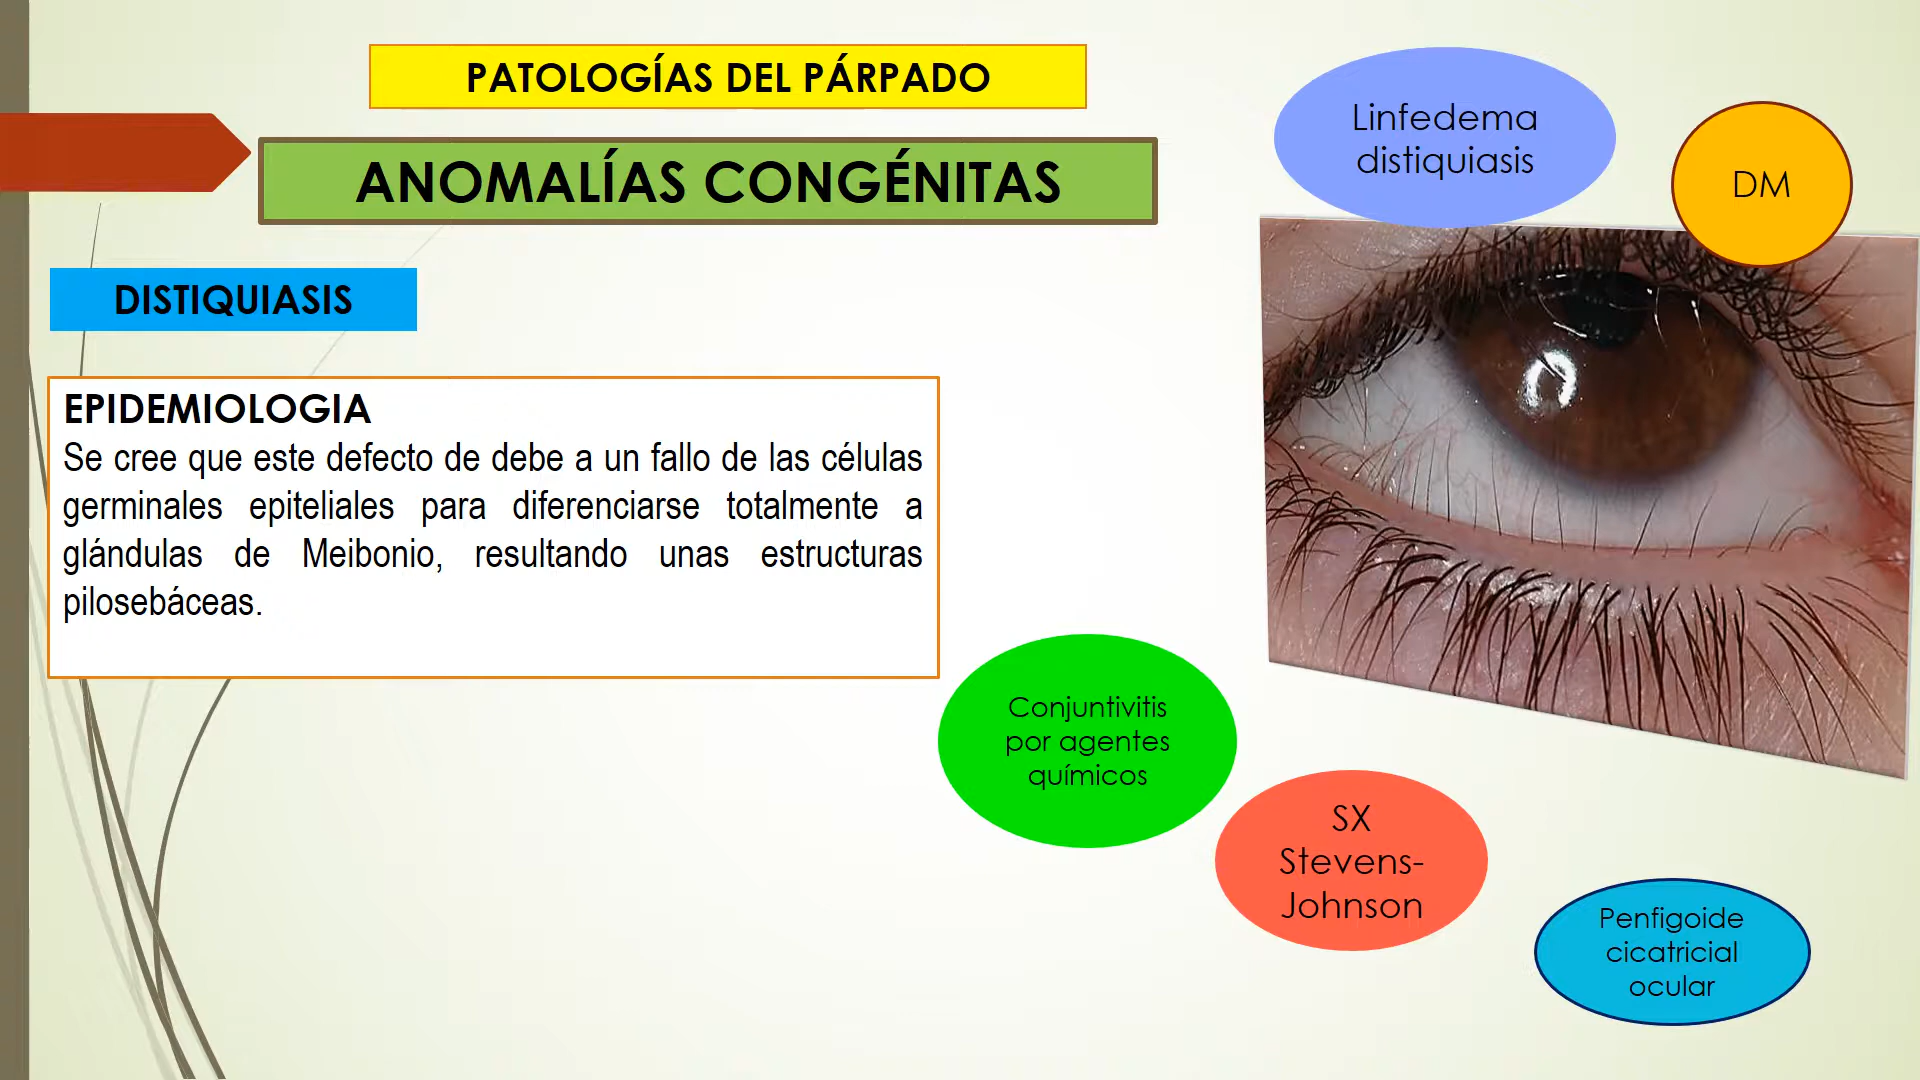 PATOLOGÍAS DEL PÁRPADO
ANOMALÍAS CONGÉNITAS
DISTIQUIASIS
EPIDEMIOLOGIA
Se cree que este defecto de debe a un fallo de las células
germinales epiteliales para diferenciarse totalmente a
glándulas de Meibonio, resultando unas estructuras
pilosebáceas.
Linfedema
distiquiasis
DM
Conjuntivitis
por agentes
químicos
SX
Stevens-
Johnson
Penfigoide
cicatricial
ocular